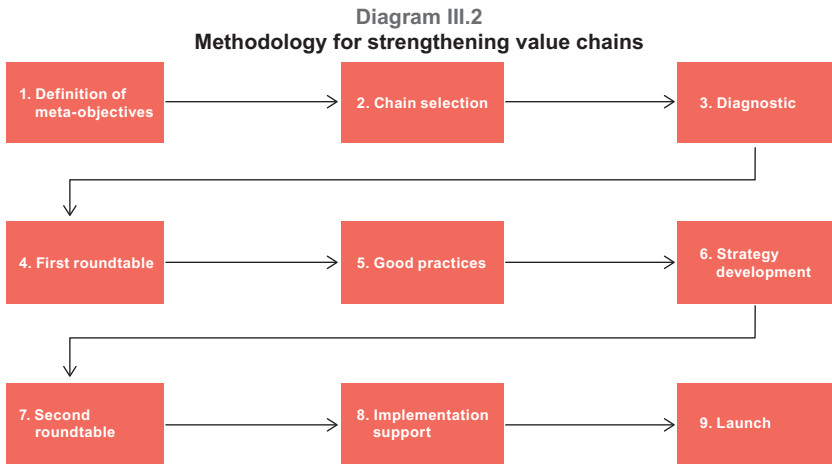 Diagram III.2
Methodology for strengthening value chains
1. Definition of
meta-objectives
2. Chain selection
3. Diagnostic
4. First roundtable
5. Good practices
6. Strategy
development
7. Second
roundtable
8. Implementation
support
9. Launch